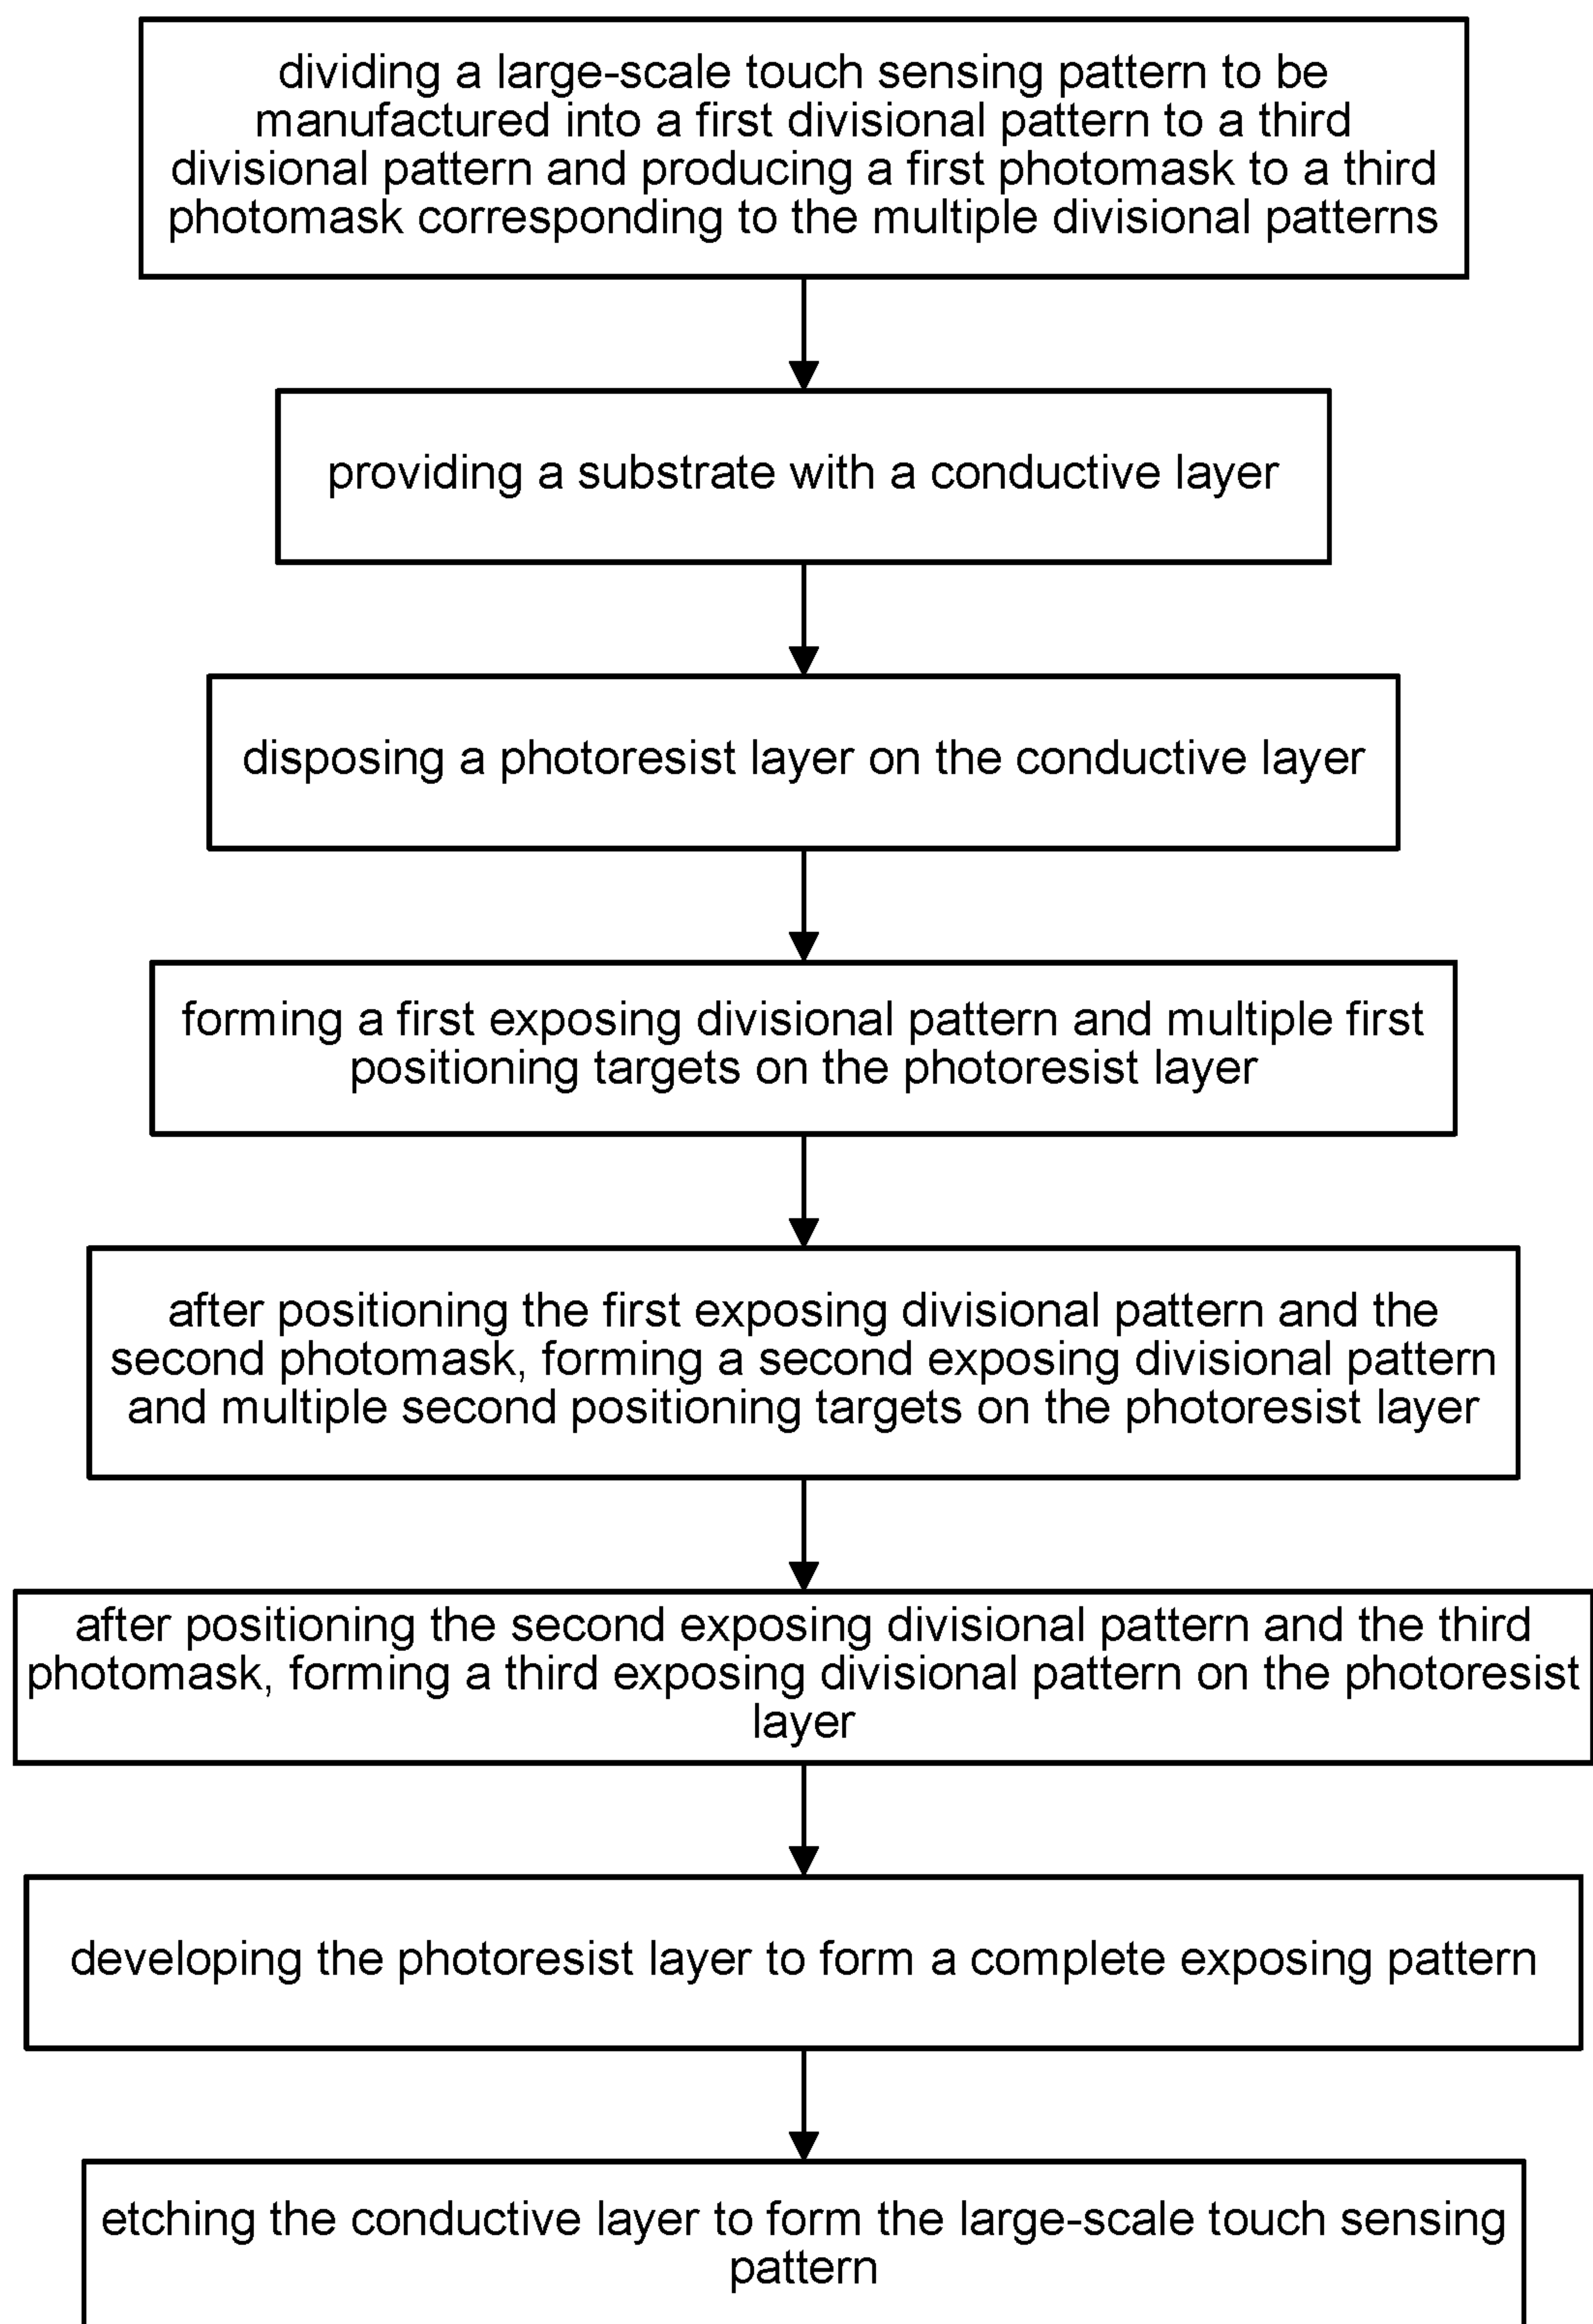 dividing a large-scale touch sensing pattern to be
manufactured into a first divisional pattern to a third
divisional pattern and producing a first photomask to a third
photomask corresponding to the multiple divisional patterns
providing a substrate with a conductive layer
disposing a photoresist layer on the conductive layer
forming a first exposing divisional pattern and multiple first
positioning targets on the photoresist layer
after positioning the first exposing divisional pattern and the
second photomask, forming a second exposing divisional pattern
and multiple second positioning targets on the photoresist layer
after positioning the second exposing divisional pattern and the third
photomask, forming a third exposing divisional pattern on the photoresist
layer
developing the photoresist layer to form a complete exposing pattern
etching the conductive layer to form the large-scale touch sensing
pattern